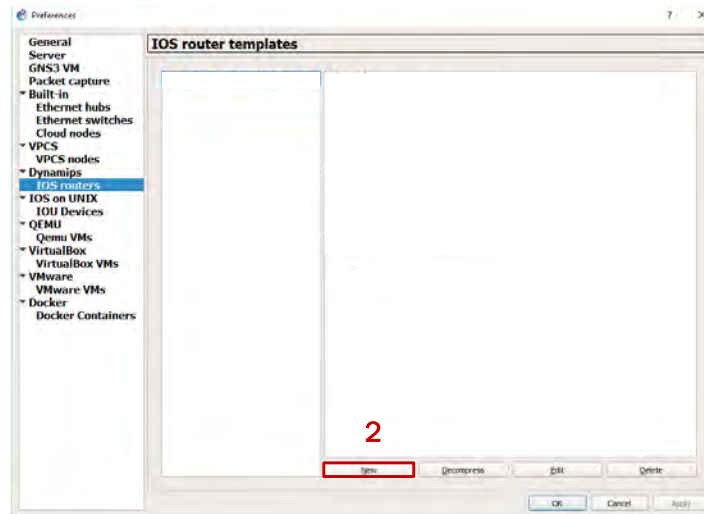 Preferences
?
General
Server
GNS3 VM
Packet capture
Built-in
Ethernet hubs
Ethernet switches
Cloud nodes
VPCS
VPCS nodes
Dynamips
IOS routers
IOS on UNIX
IOU Devices
QEMU
Qemu VMs
VirtualBox
VirtualBox VMs
VMware
VMware VMs
Docker
Docker Containers
IOS router templates
2
New Decompress Edit Delete
OK Cancel Apply